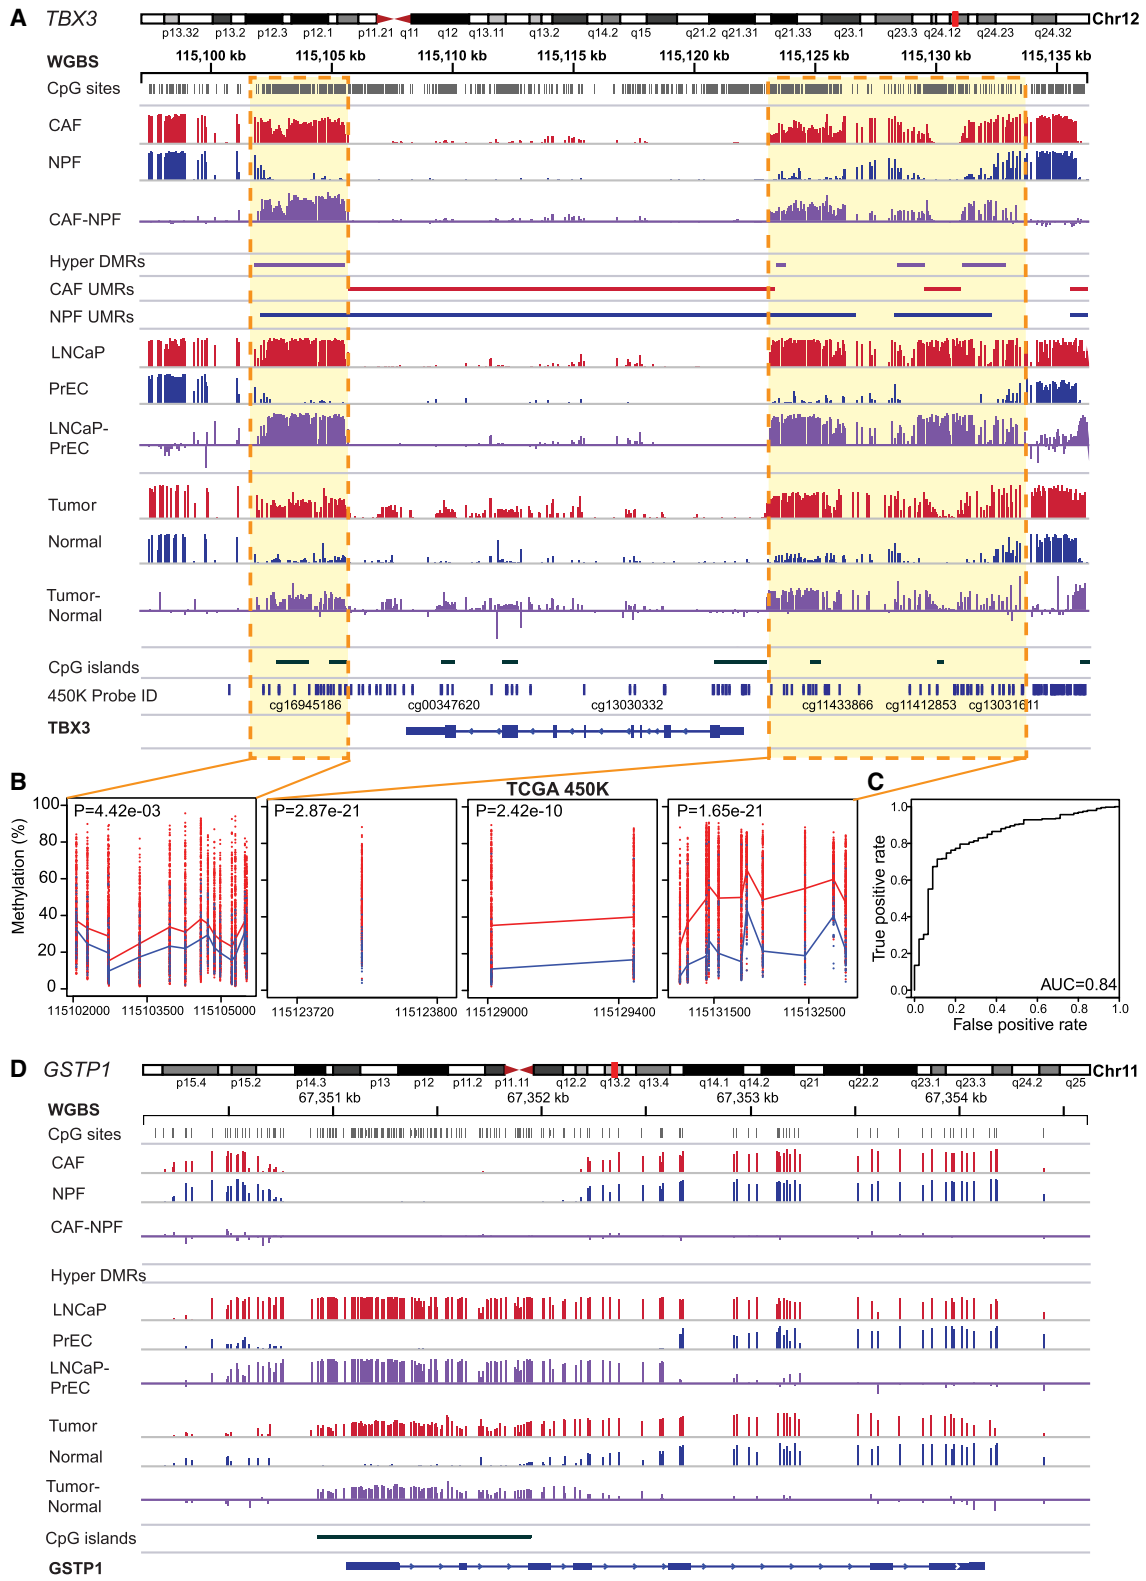 A TBX3 Chr12
p13.32 p13.2 p12.3 p12.1 p11.21 q11 q12 q13.11 q13.2 q14.2 q15 q21.2 q21.31 q21.33 q23.1 q23.3 q24.12 q24.23 q24.32
WGBS 115,100 kb 115,105 kb 115,110 kb 115,115 kb 115,120 kb 115,125 kb 115,130 kb 115,135 kb
CpG sites
CAF
NPF
CAF-NPF
Hyper DMRs
CAF UMRs
NPF UMRs
LNCaP
PrEC
LNCaP-
PrEC
Tumor
Normal
Tumor-
Normal
CpG islands
450K Probe ID
cg16945186 cg00347620 cg13030332 cg11433866 cg11412853 cg13031611
TBX3
B TCGA 450K C
Methylation (%)
100
80
60
40
20
0
P=4.42e-03 P=2.87e-21 P=2.42e-10 P=1.65e-21
115102000 115103500 115105000 115123720 115123800 115129000 115129400 115131500 115132500
True positive rate
1.0
0.8
0.6
0.4
0.2
0.0
AUC=0.84
0.0 0.2 0.4 0.6 0.8 1.0
False positive rate
D GSTP1 Chr11
p15.4 p15.2 p14.3 p13 p12 p11.2 p11.11 q12.2 q13.2 q13.4 q14.1 q14.2 q21 q22.2 q23.1 q23.3 q24.2 q25
WGBS 67,351 kb 67,352 kb 67,353 kb 67,354 kb
CpG sites
CAF
NPF
CAF-NPF
Hyper DMRs
LNCaP
PrEC
LNCaP-
PrEC
Tumor
Normal
Tumor-
Normal
CpG islands
GSTP1